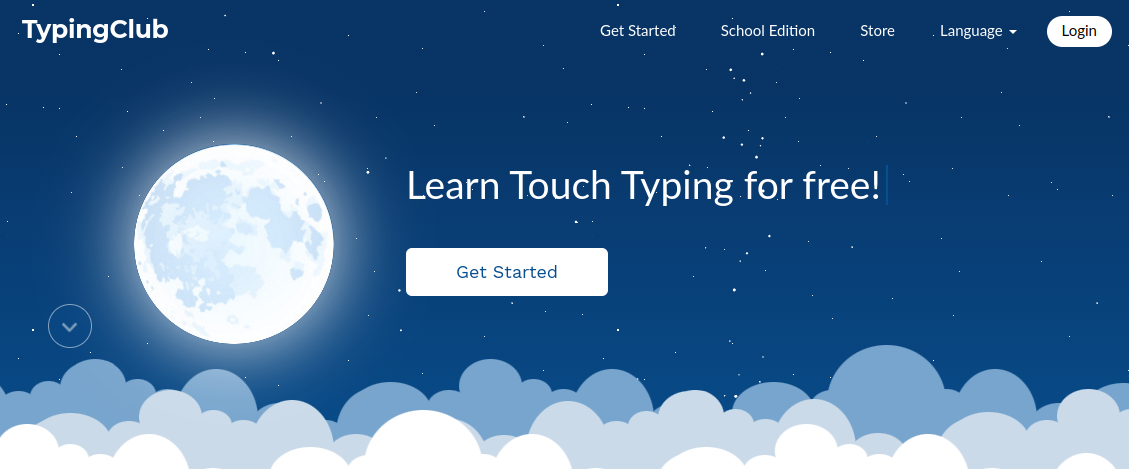 TypingClub
Get Started
School Edition
Store
Language
Login
Learn Touch Typing for free!
Get Started